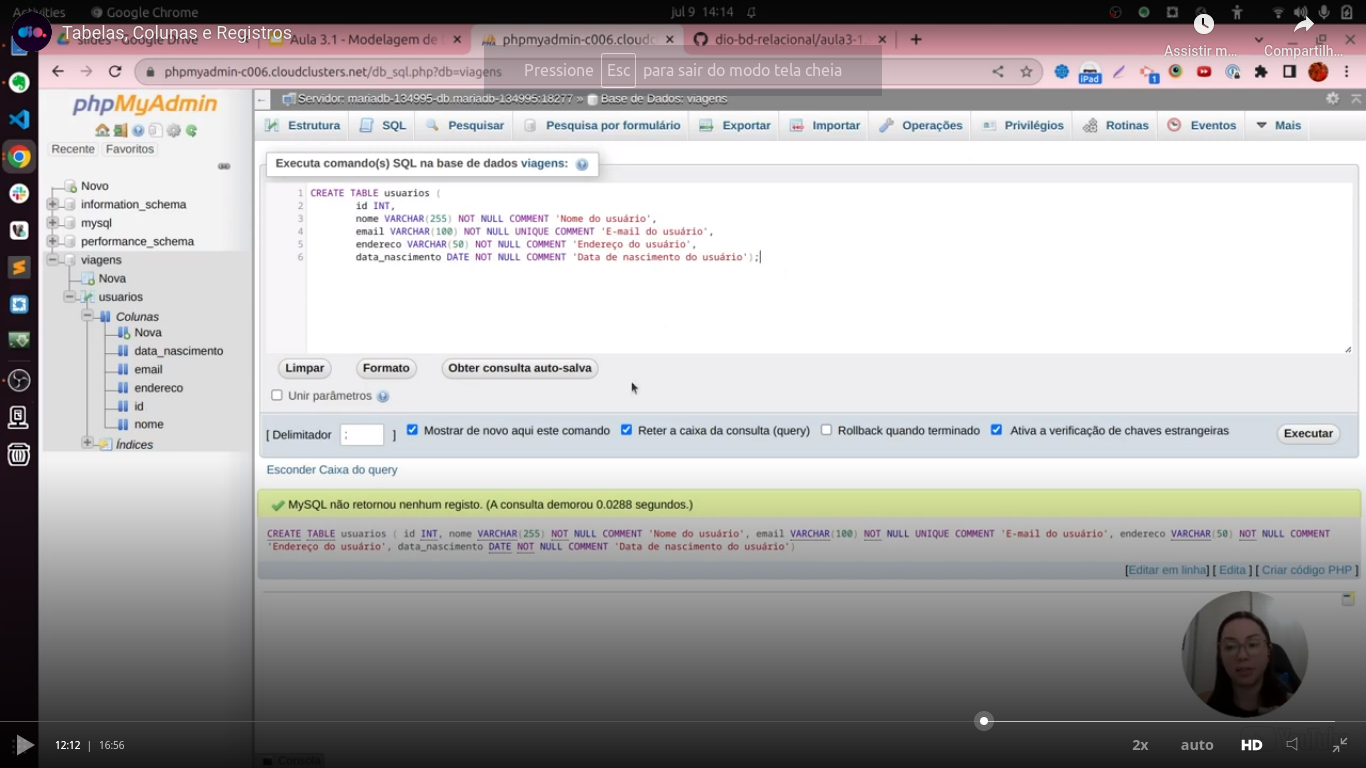 Activities
Google Chrome
Jul 9 14:14
dio.
Tabelas, Colunas e Registros
slides - Google Drive
Aula 3.1 - Modelagem de
phpmyadmin-c006.cloudc
dio-bd-relacional/aula3-1
Assistir m...
Compartilh...
phpmyadmin-c006.cloudclusters.net/db_sql.php?db=viagens
Pressione Esc para sair do modo tela cheia
iPad
1
phpMyAdmin
Recente
Favoritos
Novo
information_schema
mysql
performance_schema
viagens
Nova
usuarios
Colunas
Nova
data_nascimento
email
endereco
id
nome
Índices
Servidor: mariadb-134995-db.mariadb-134995:18277 » Base de Dados: viagens
Estrutura
SQL
Pesquisar
Pesquisa por formulário
Exportar
Importar
Operações
Privilégios
Rotinas
Eventos
Mais
Executa comando(s) SQL na base de dados viagens:
1 CREATE TABLE usuarios (
2 id INT,
3 nome VARCHAR(255) NOT NULL COMMENT 'Nome do usuário',
4 email VARCHAR(100) NOT NULL UNIQUE COMMENT 'E-mail do usuário',
5 endereco VARCHAR(50) NOT NULL COMMENT 'Endereço do usuário',
6 data_nascimento DATE NOT NULL COMMENT 'Data de nascimento do usuário');
Limpar
Formato
Obter consulta auto-salva
Unir parâmetros
[ Delimitador ; ]
Mostrar de novo aqui este comando
Reter a caixa da consulta (query)
Rollback quando terminado
Ativa a verificação de chaves estrangeiras
Executar
Esconder Caixa do query
MySQL não retornou nenhum registo. (A consulta demorou 0.0288 segundos.)
CREATE TABLE usuarios ( id INT, nome VARCHAR(255) NOT NULL COMMENT 'Nome do usuário', email VARCHAR(100) NOT NULL UNIQUE COMMENT 'E-mail do usuário', endereco VARCHAR(50) NOT NULL COMMENT
'Endereço do usuário', data_nascimento DATE NOT NULL COMMENT 'Data de nascimento do usuário')
[Editar em linha] [ Edita ] [ Criar código PHP ]
Consola
12:12 | 16:56
2x
auto
HD